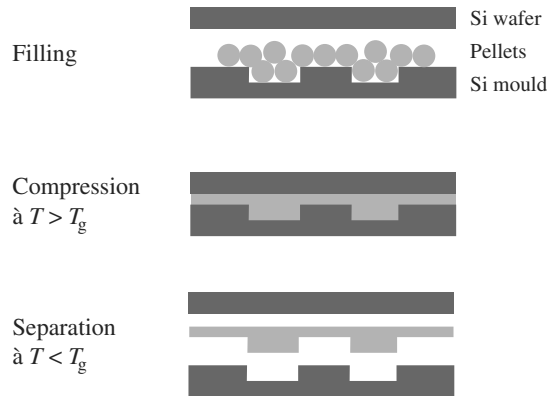 Si wafer
Filling
Pellets
Si mould
Compression
à T > Tg
Separation
à T < Tg